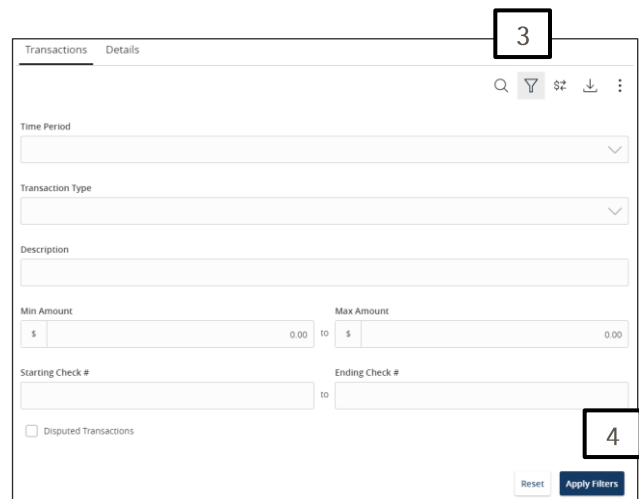 3
Transactions Details
Time Period
Transaction Type
Description
Min Amount Max Amount
$ 0.00 to $ 0.00
Starting Check # Ending Check #
to
Disputed Transactions
4
Reset Apply Filters